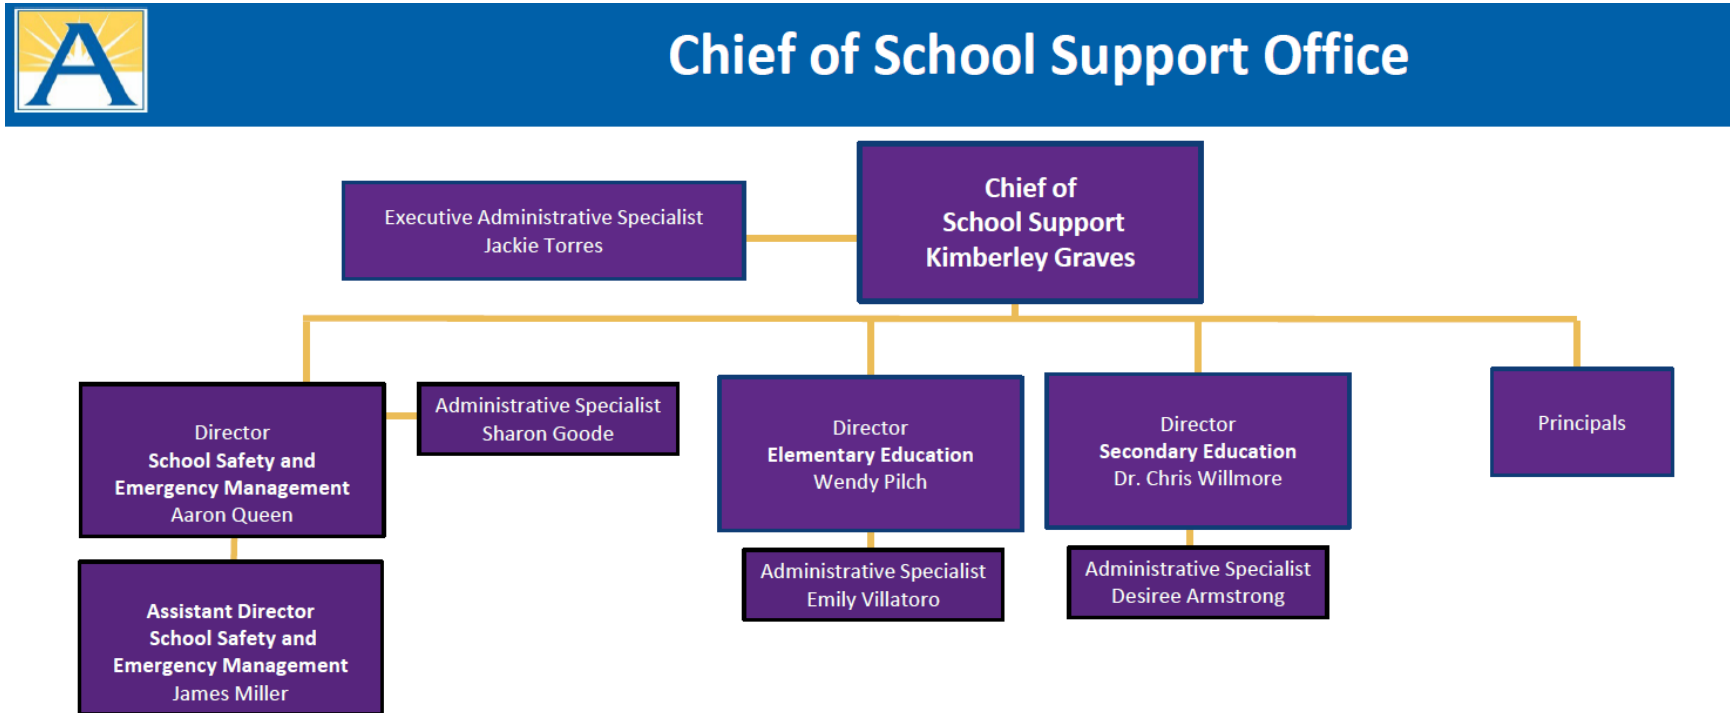 A
Chief of School Support Office
Chief of
School Support
Kimberley Graves
Executive Administrative Specialist
Jackie Torres
Director
School Safety and
Emergency Management
Aaron Queen
Administrative Specialist
Sharon Goode
Director
Elementary Education
Wendy Pilch
Director
Secondary Education
Dr. Chris Willmore
Principals
Assistant Director
School Safety and
Emergency Management
James Miller
Administrative Specialist
Emily Villatoro
Administrative Specialist
Desiree Armstrong